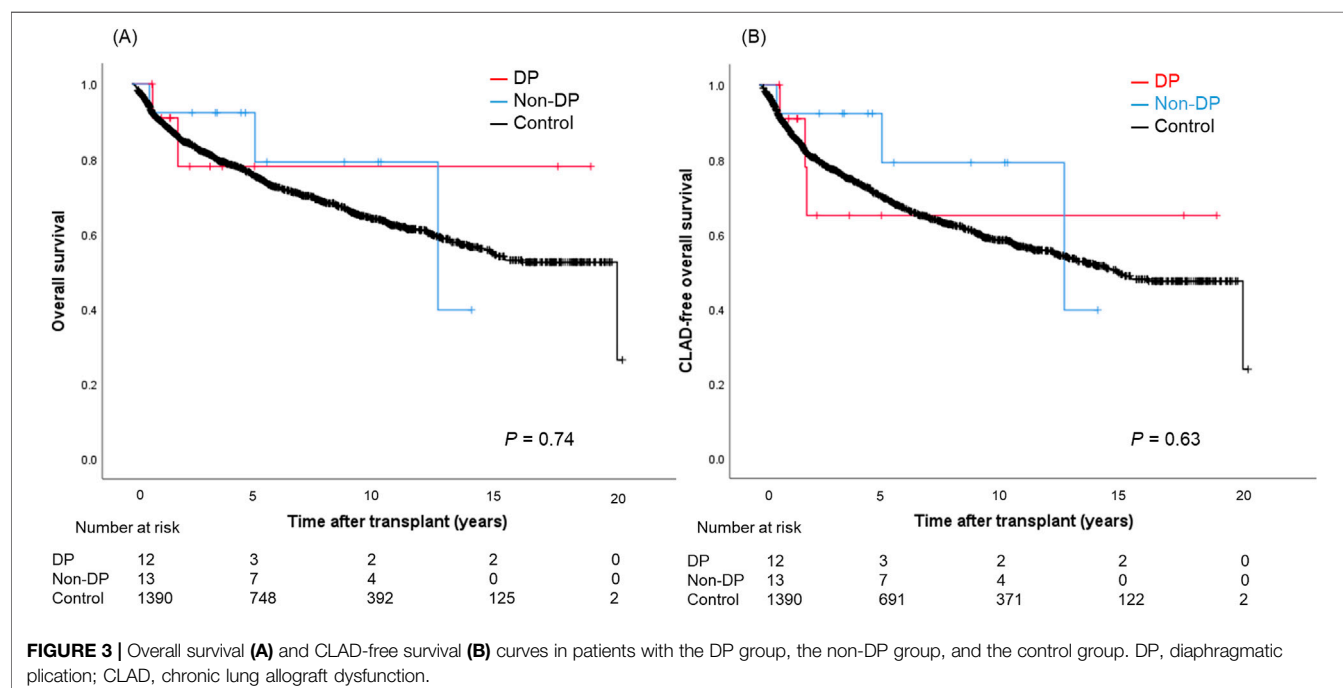 (A)
DP
Non-DP
Control
1.0
0.8
0.6
0.4
0.2
0.0
Overall survival
P = 0.74
0 5 10 15 20
Time after transplant (years)
Number at risk
DP 12 3 2 2 0
Non-DP 13 7 4 0 0
Control 1390 748 392 125 2
(B)
DP
Non-DP
Control
1.0
0.8
0.6
0.4
0.2
0.0
CLAD-free overall survival
P = 0.63
0 5 10 15 20
Time after transplant (years)
Number at risk
DP 12 3 2 2 0
Non-DP 13 7 4 0 0
Control 1390 691 371 122 2
FIGURE 3 | Overall survival (A) and CLAD-free survival (B) curves in patients with the DP group, the non-DP group, and the control group. DP, diaphragmatic
plication; CLAD, chronic lung allograft dysfunction.